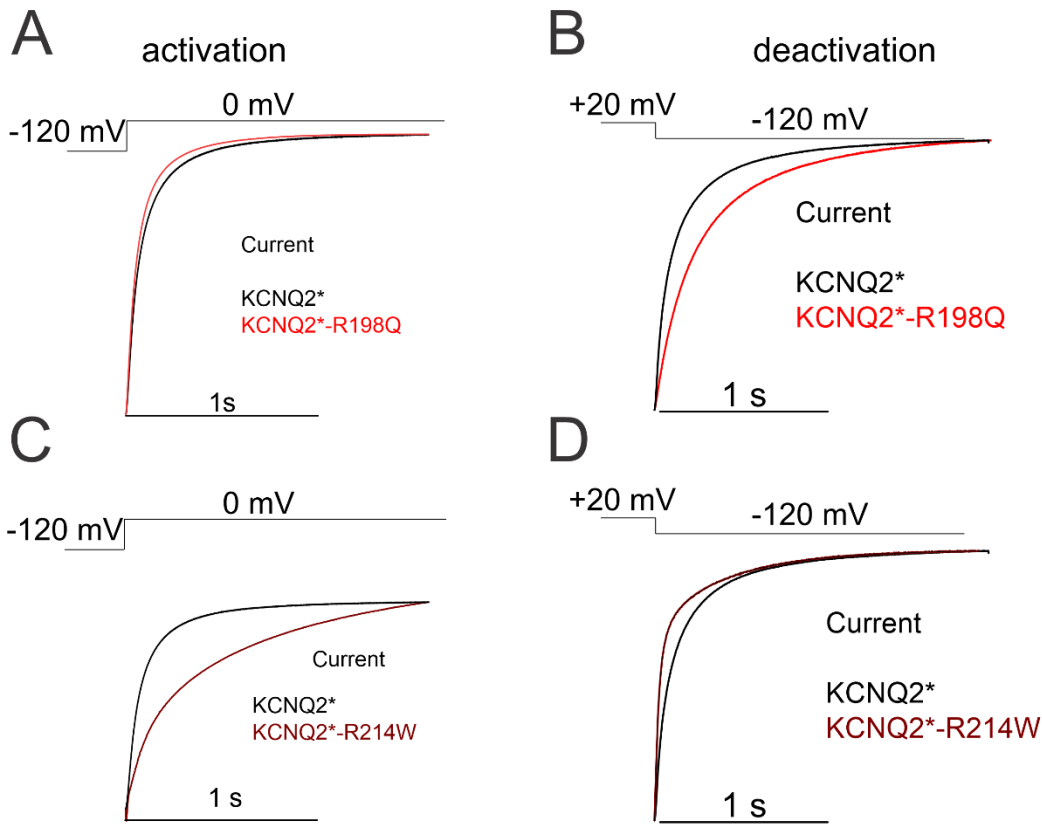 A
activation
0 mV
-120 mV
Current
KCNQ2*
KCNQ2*-R198Q
1s
B
deactivation
+20 mV
-120 mV
Current
KCNQ2*
KCNQ2*-R198Q
1 s
C
0 mV
-120 mV
Current
KCNQ2*
KCNQ2*-R214W
1 s
D
+20 mV
-120 mV
Current
KCNQ2*
KCNQ2*-R214W
1 s